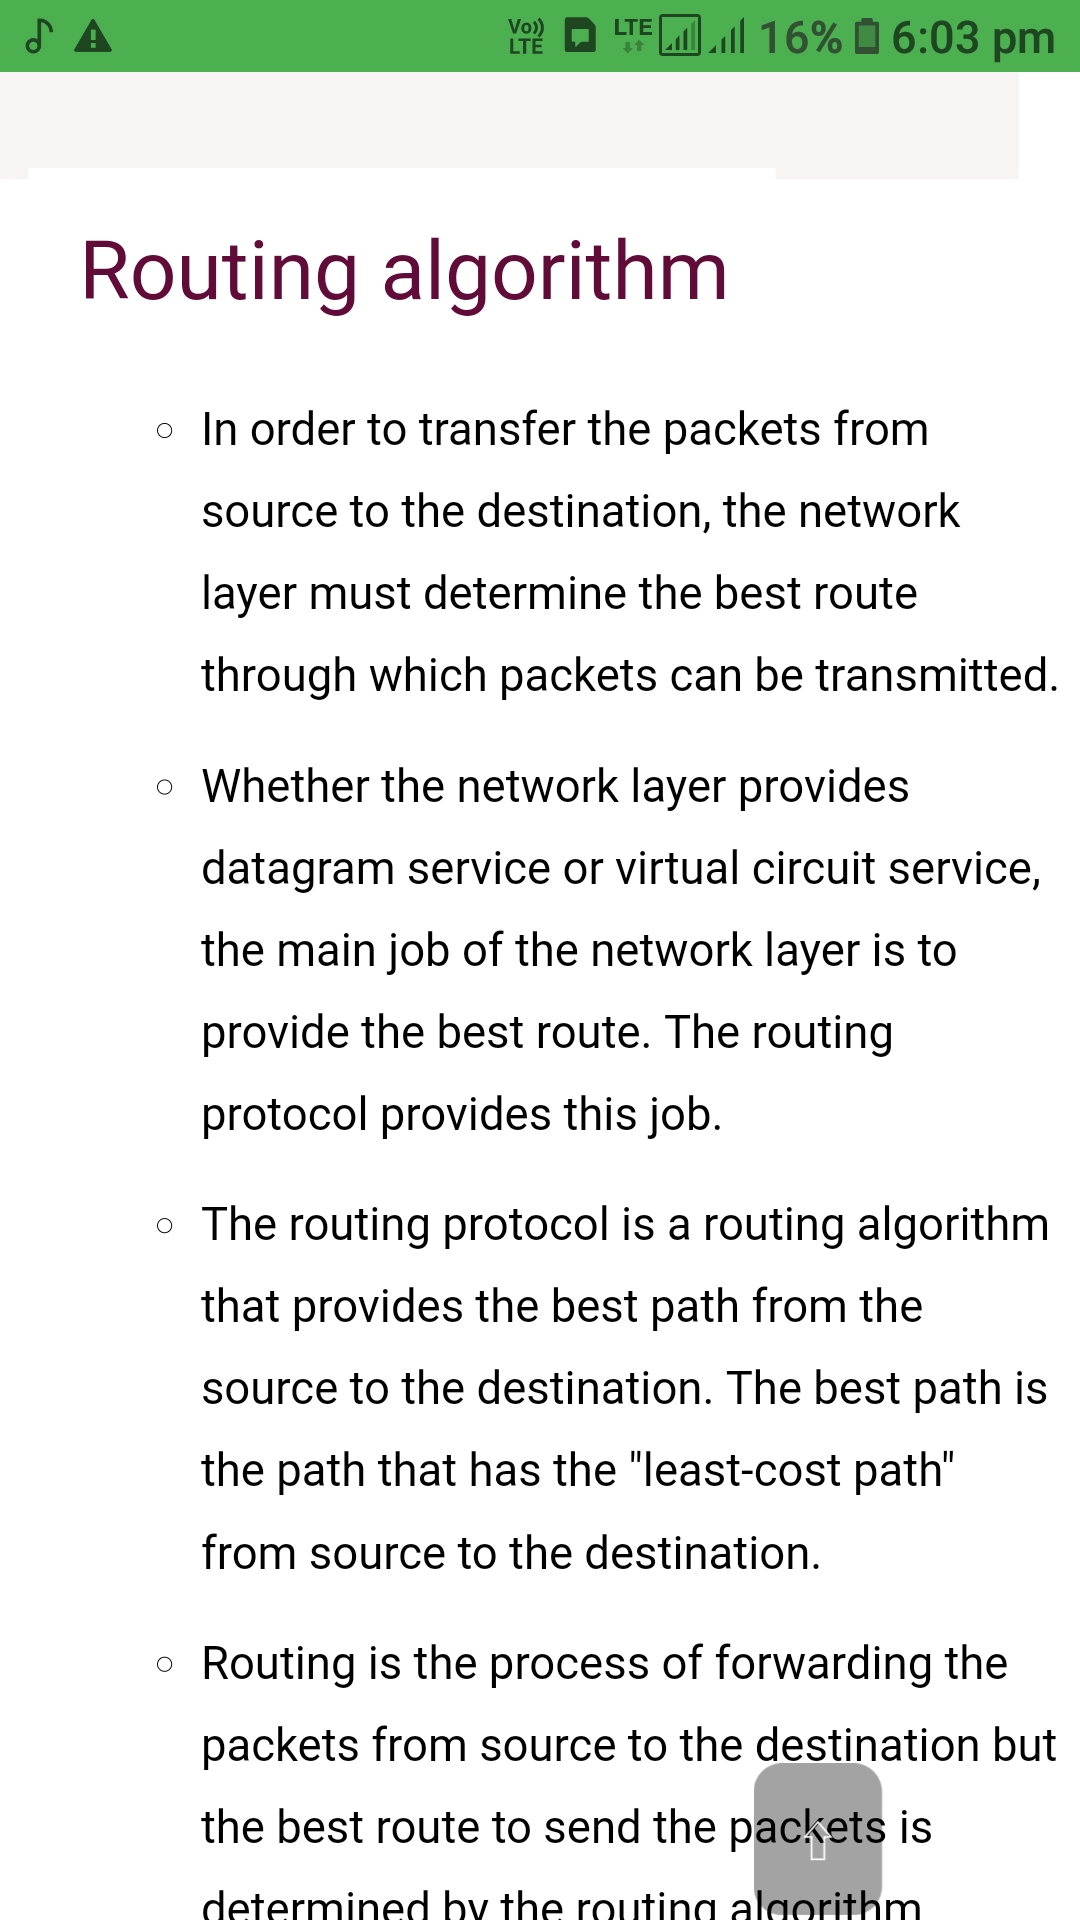 Vo)) LTE LTE 16% 6:03 pm
Routing algorithm
In order to transfer the packets from
source to the destination, the network
layer must determine the best route
through which packets can be transmitted.
Whether the network layer provides
datagram service or virtual circuit service,
the main job of the network layer is to
provide the best route. The routing
protocol provides this job.
The routing protocol is a routing algorithm
that provides the best path from the
source to the destination. The best path is
the path that has the "least-cost path"
from source to the destination.
Routing is the process of forwarding the
packets from source to the destination but
the best route to send the packets is
determined by the routing algorithm